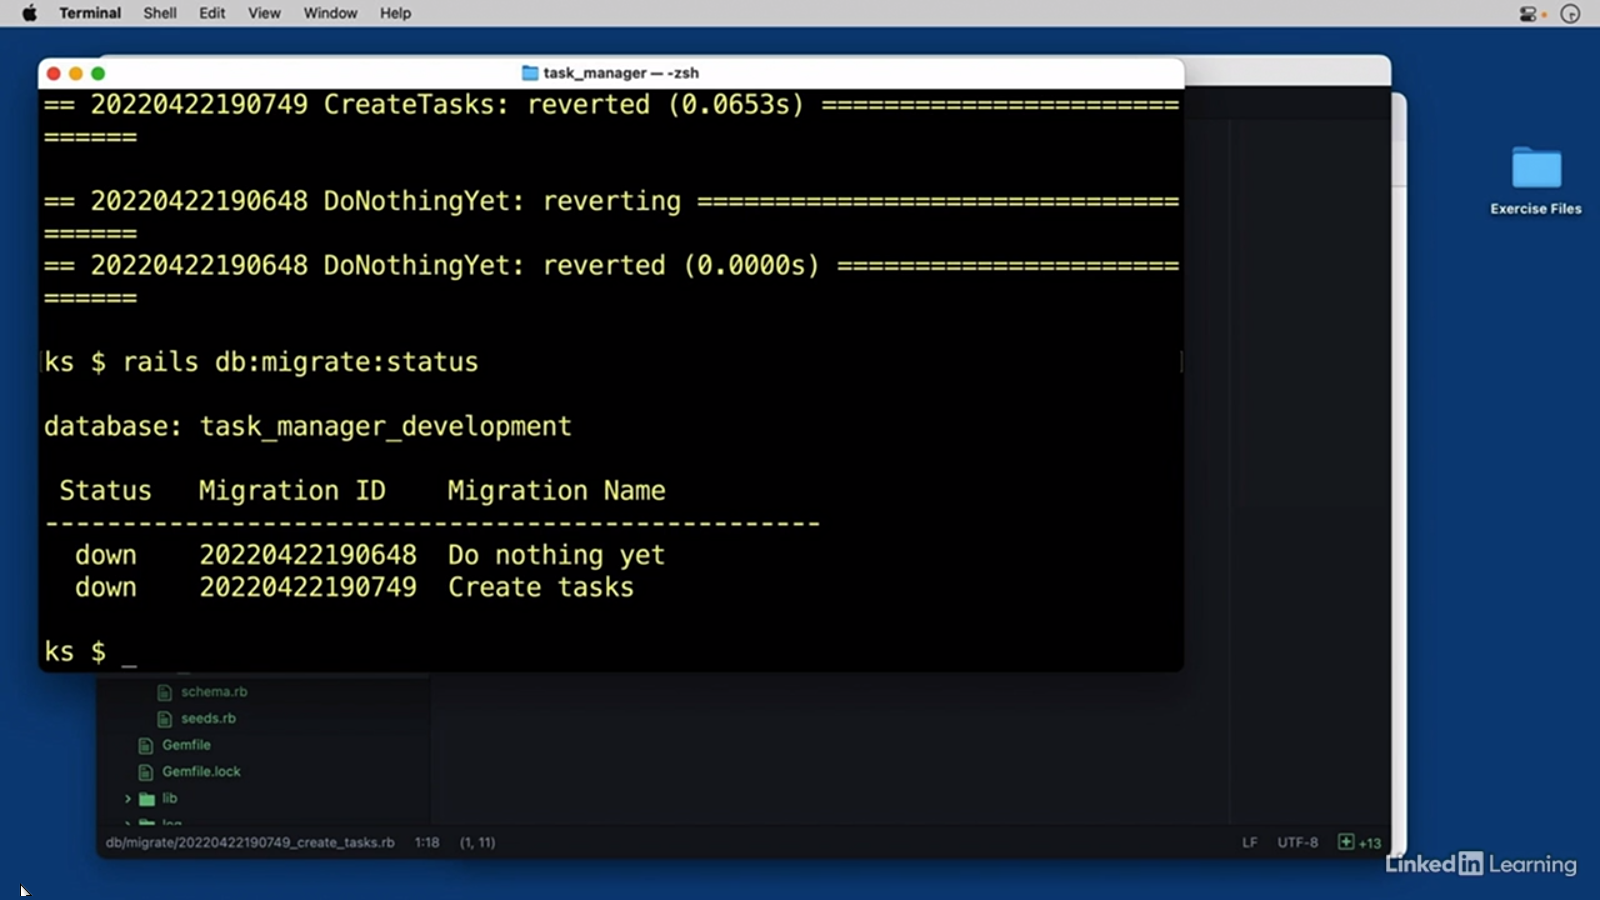 Terminal Shell Edit View Window Help
task_manager — -zsh
== 20220422190749 CreateTasks: reverted (0.0653s) =======================
======
== 20220422190648 DoNothingYet: reverting ===============================
======
== 20220422190648 DoNothingYet: reverted (0.0000s) ======================
======
ks $ rails db:migrate:status
database: task_manager_development
Status Migration ID Migration Name
--------------------------------------------------
down 20220422190648 Do nothing yet
down 20220422190749 Create tasks
ks $ _
Exercise Files
schema.rb
seeds.rb
Gemfile
Gemfile.lock
lib
log
db/migrate/20220422190749_create_tasks.rb 1:18 (1, 11) LF UTF-8 +13
LinkedIn Learning